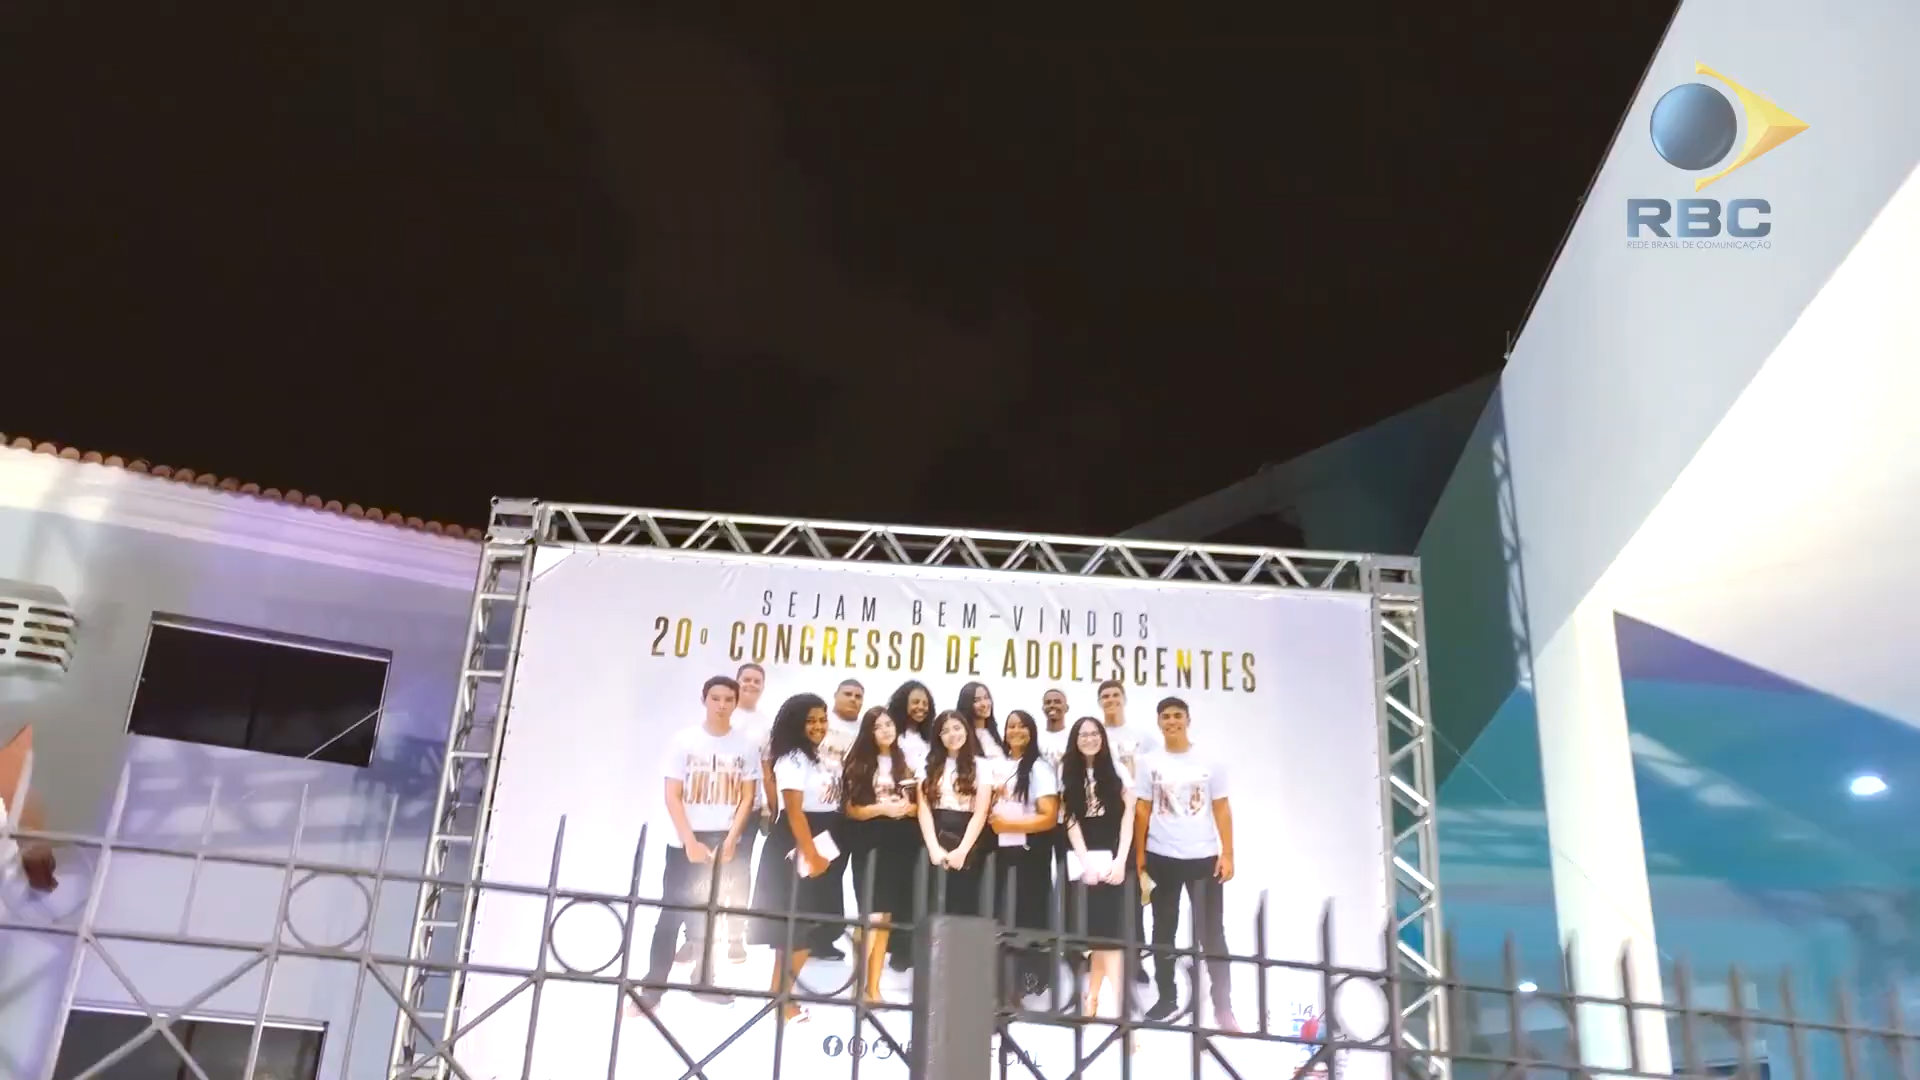 RBC
REDE BRASIL DE COMUNICAÇÃO
SEJAM BEM-VINDOS
20º CONGRESSO DE ADOLESCENTES